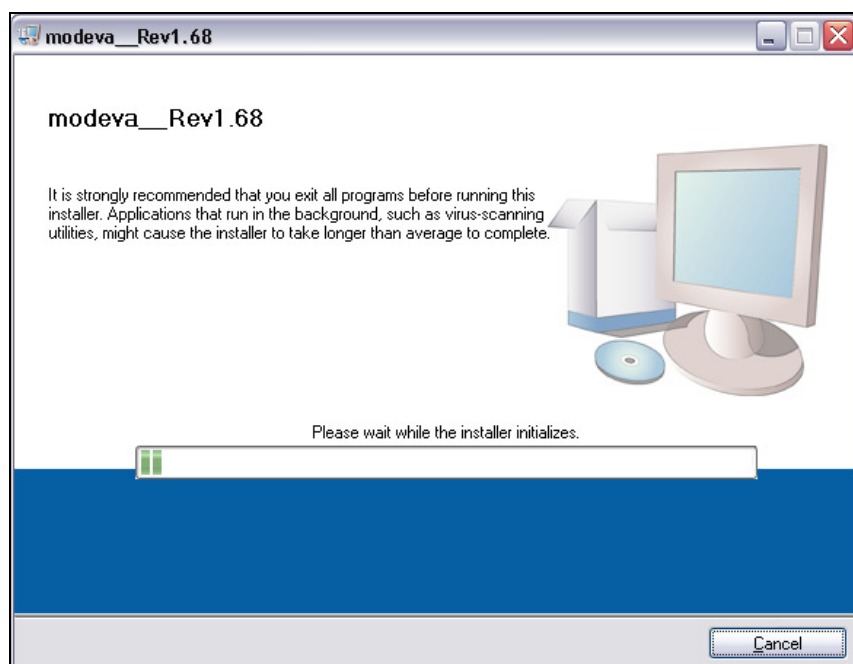 modeva__Rev1.68
modeva__Rev1.68
It is strongly recommended that you exit all programs before running this
installer. Applications that run in the background, such as virus-scanning
utilities, might cause the installer to take longer than average to complete.
Please wait while the installer initializes.
Cancel